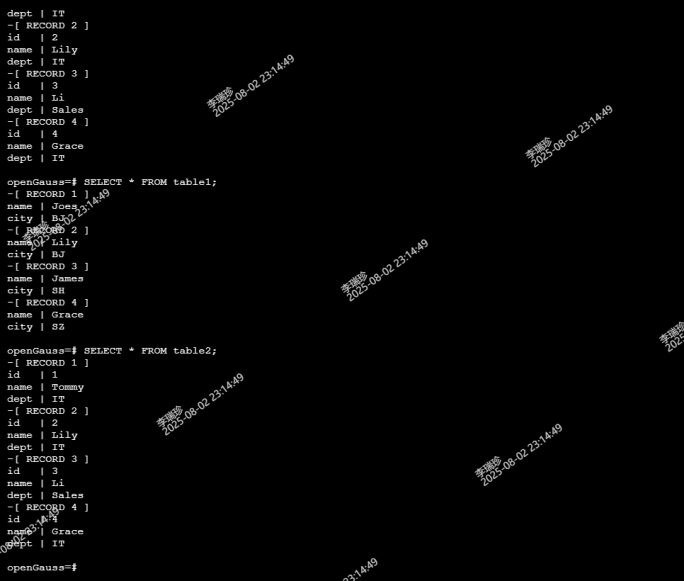 dept | IT
-[ RECORD 2 ]
id   | 2
name | Lily
dept | IT
-[ RECORD 3 ]
id   | 3
name | Li
dept | Sales
-[ RECORD 4 ]
id   | 4
name | Grace
dept | IT
openGauss=# SELECT * FROM table1;
-[ RECORD 1 ]
name | Joes
city | BJ
-[ RECORD 2 ]
name | Lily
city | BJ
-[ RECORD 3 ]
name | James
city | SH
-[ RECORD 4 ]
name | Grace
city | SZ
openGauss=# SELECT * FROM table2;
-[ RECORD 1 ]
id   | 1
name | Tommy
dept | IT
-[ RECORD 2 ]
id   | 2
name | Lily
dept | IT
-[ RECORD 3 ]
id   | 3
name | Li
dept | Sales
-[ RECORD 4 ]
id   | 4
name | Grace
dept | IT
openGauss=#
李瑞珍
2025-08-02 23:14:49
李瑞珍
2025-08-02 23:14:49
李瑞珍
2025-08-02 23:14:49
李瑞珍
2025-08-02 23:14:49
李瑞珍
2025-08-02 23:14:49
李瑞珍
2025-08-02 23:14:49
李瑞珍
2025
-08-02 23:14:49
23:14:49